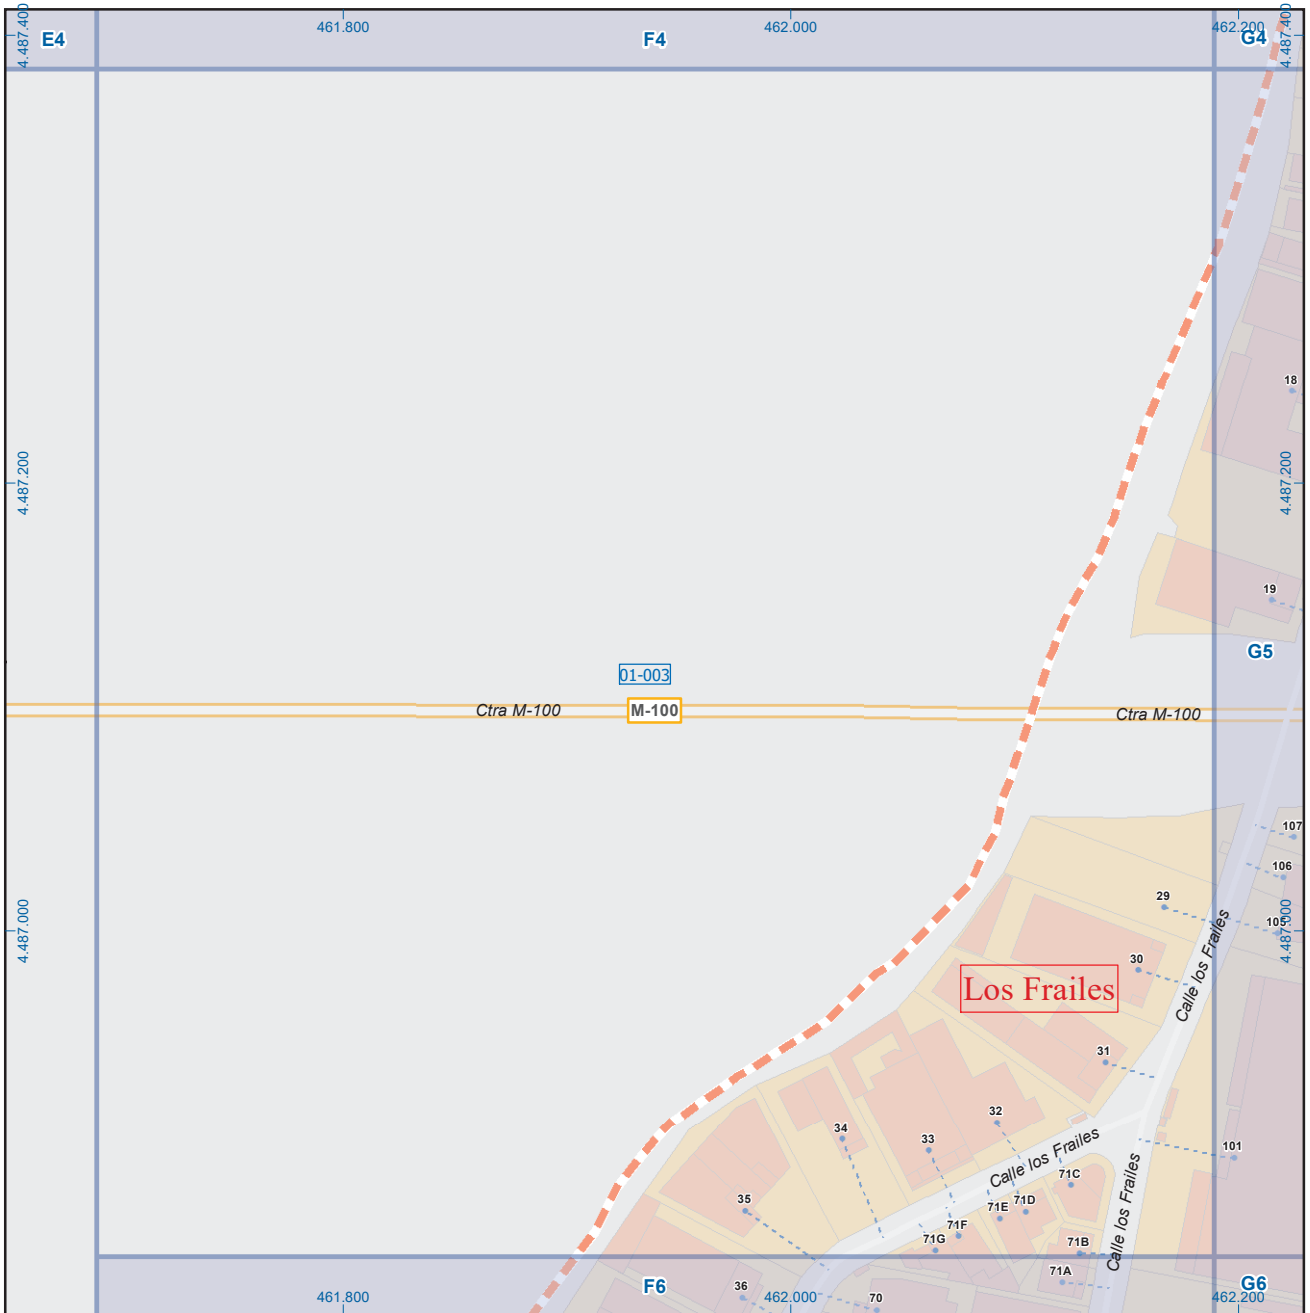 461.800
462.000
462.200
4.487.400
4.487.400
E4
F4
G4
18
4.487.200
4.487.200
19
G5
01-003
Ctra M-100
M-100
Ctra M-100
107
106
29
105
4.487.000
4.487.000
30
Los Frailes
Calle los Frailes
31
32
34
33
Calle los Frailes
101
71C
35
71E
71D
71F
71G
71B
Calle los Frailes
71A
36
F6
70
G6
461.800
462.000
462.200